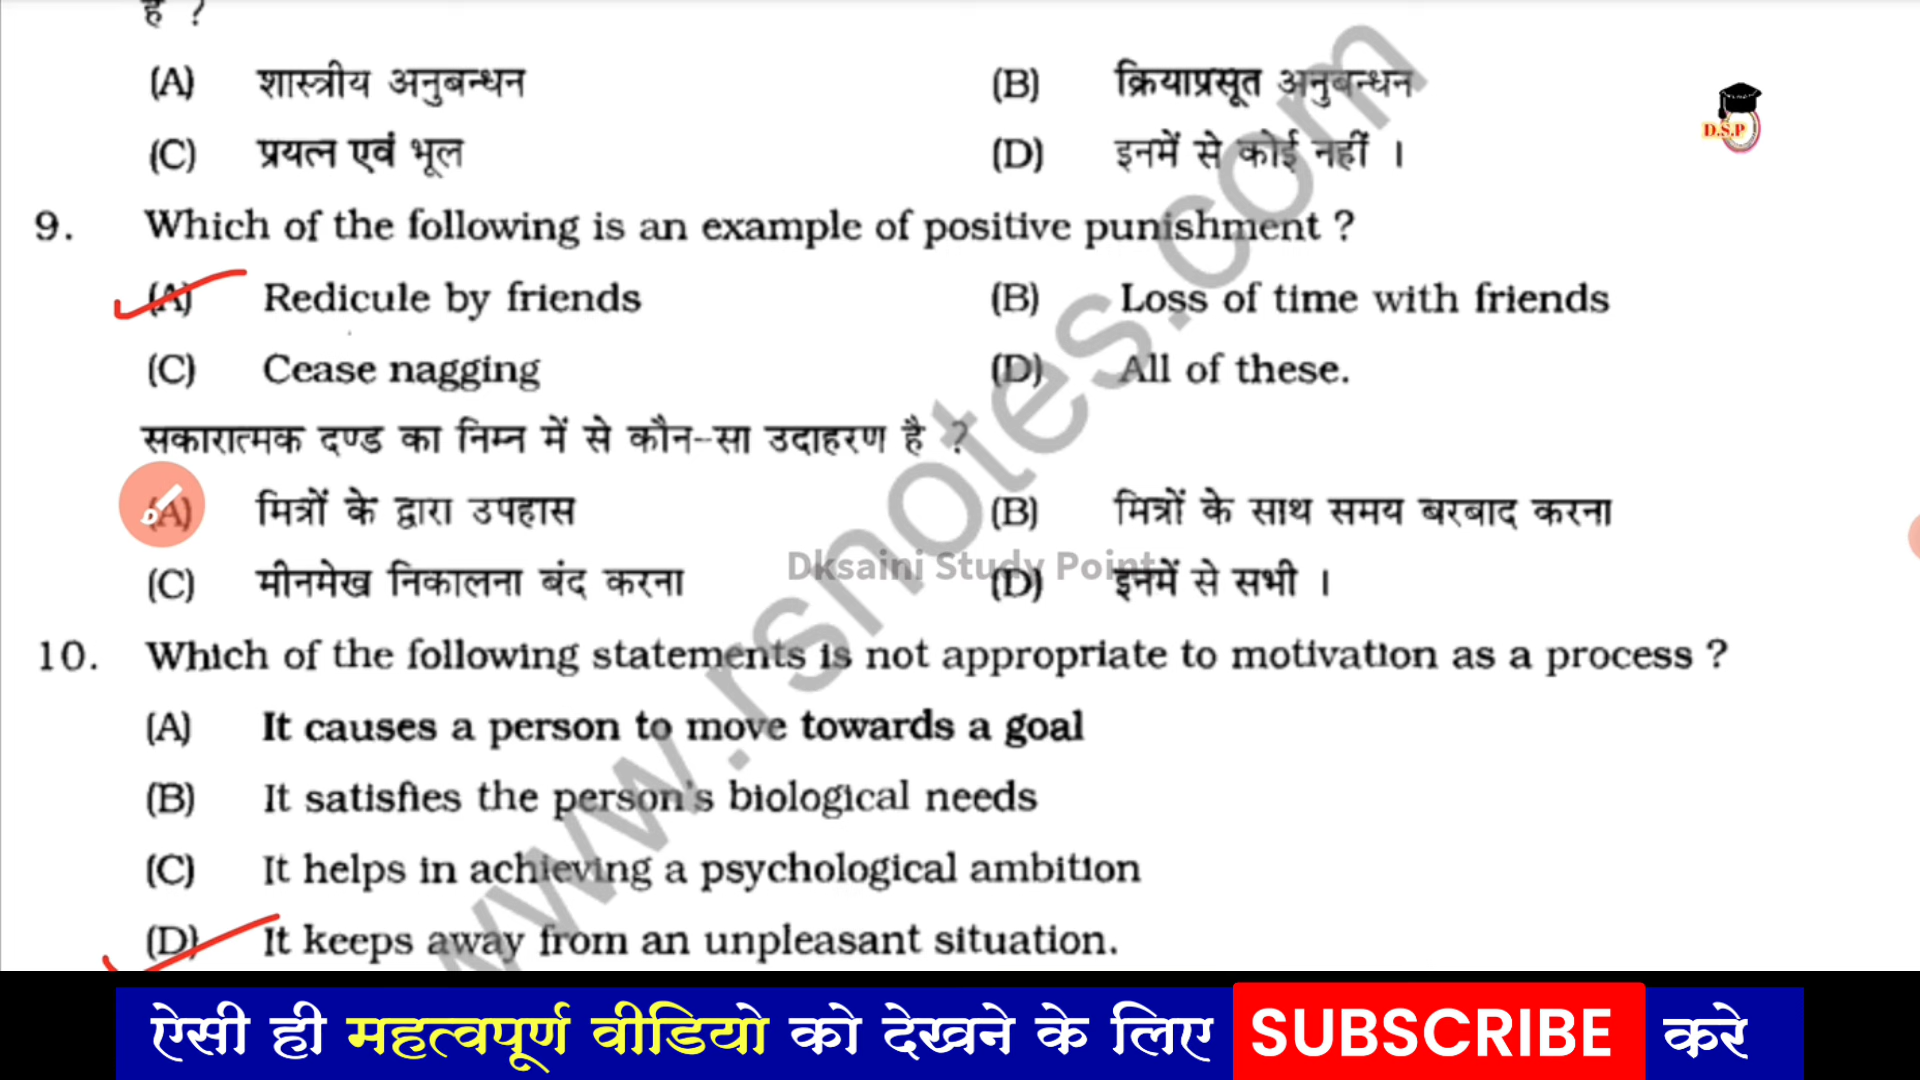 है ?
(A) शास्त्रीय अनुबन्धन (B) क्रियाप्रसूत अनुबन्धन
D.S.P
(C) प्रयत्न एवं भूल (D) इनमें से कोई नहीं ।
9. Which of the following is an example of positive punishment ?
(A) Redicule by friends (B) Loss of time with friends
(C) Cease nagging (D) All of these.
सकारात्मक दण्ड का निम्न में से कौन-सा उदाहरण है ?
(A) मित्रों के द्वारा उपहास (B) मित्रों के साथ समय बरबाद करना
Dksaini Study Point
(C) मीनमेख निकालना बंद करना (D) इनमें से सभी ।
10. Which of the following statements is not appropriate to motivation as a process ?
(A) It causes a person to move towards a goal
(B) It satisfies the person's biological needs
(C) It helps in achieving a psychological ambition
(D) It keeps away from an unpleasant situation.
www.rsnotes.com
ऐसी ही महत्वपूर्ण वीडियो को देखने के लिए SUBSCRIBE करे